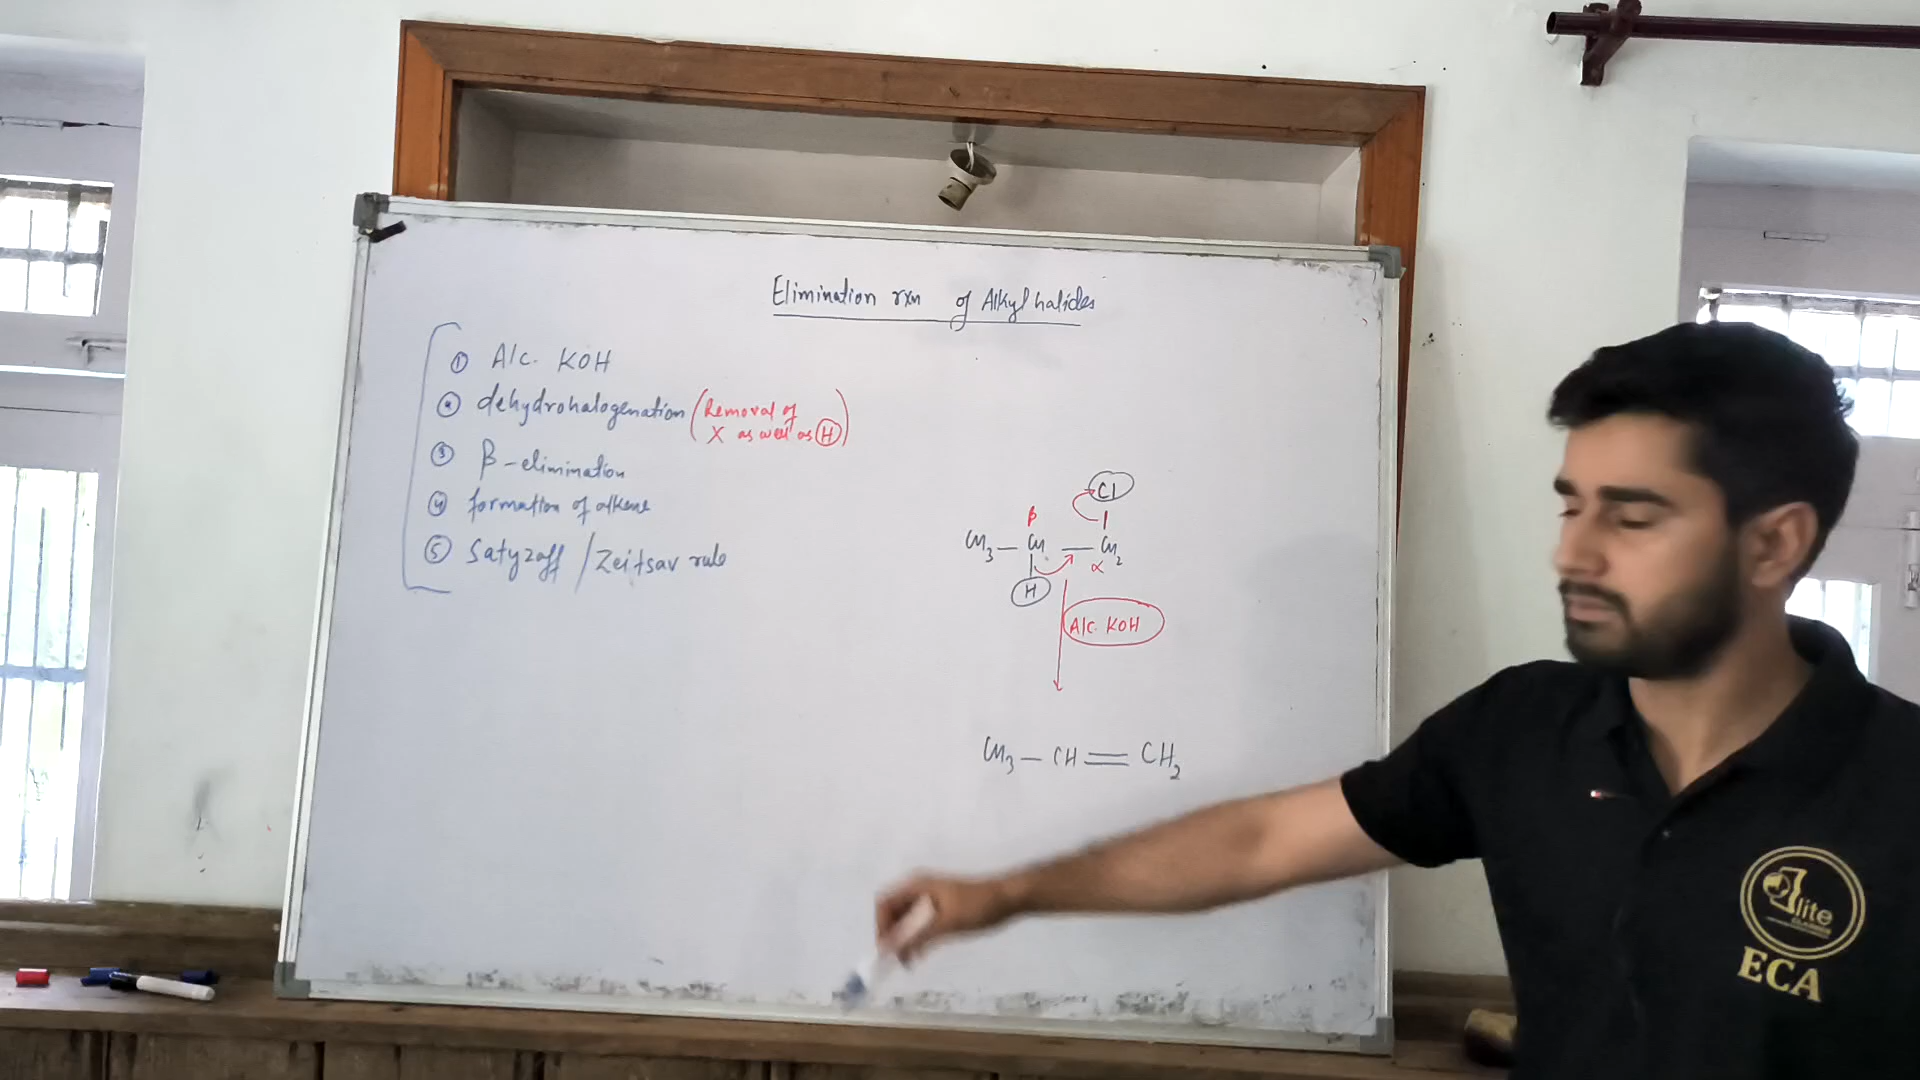 Elimination rxn of Alkyl halides
① Alc. KOH
② dehydrohalogenation (Removal of
X as well as H)
③ β-elimination
④ formation of alkene
⑤ Satyzaff / Zeitsav rule
Cl
β
CH3 — CH — CH2
α
H
Alc. KOH
CH3 — CH = CH2
1lite
ECA